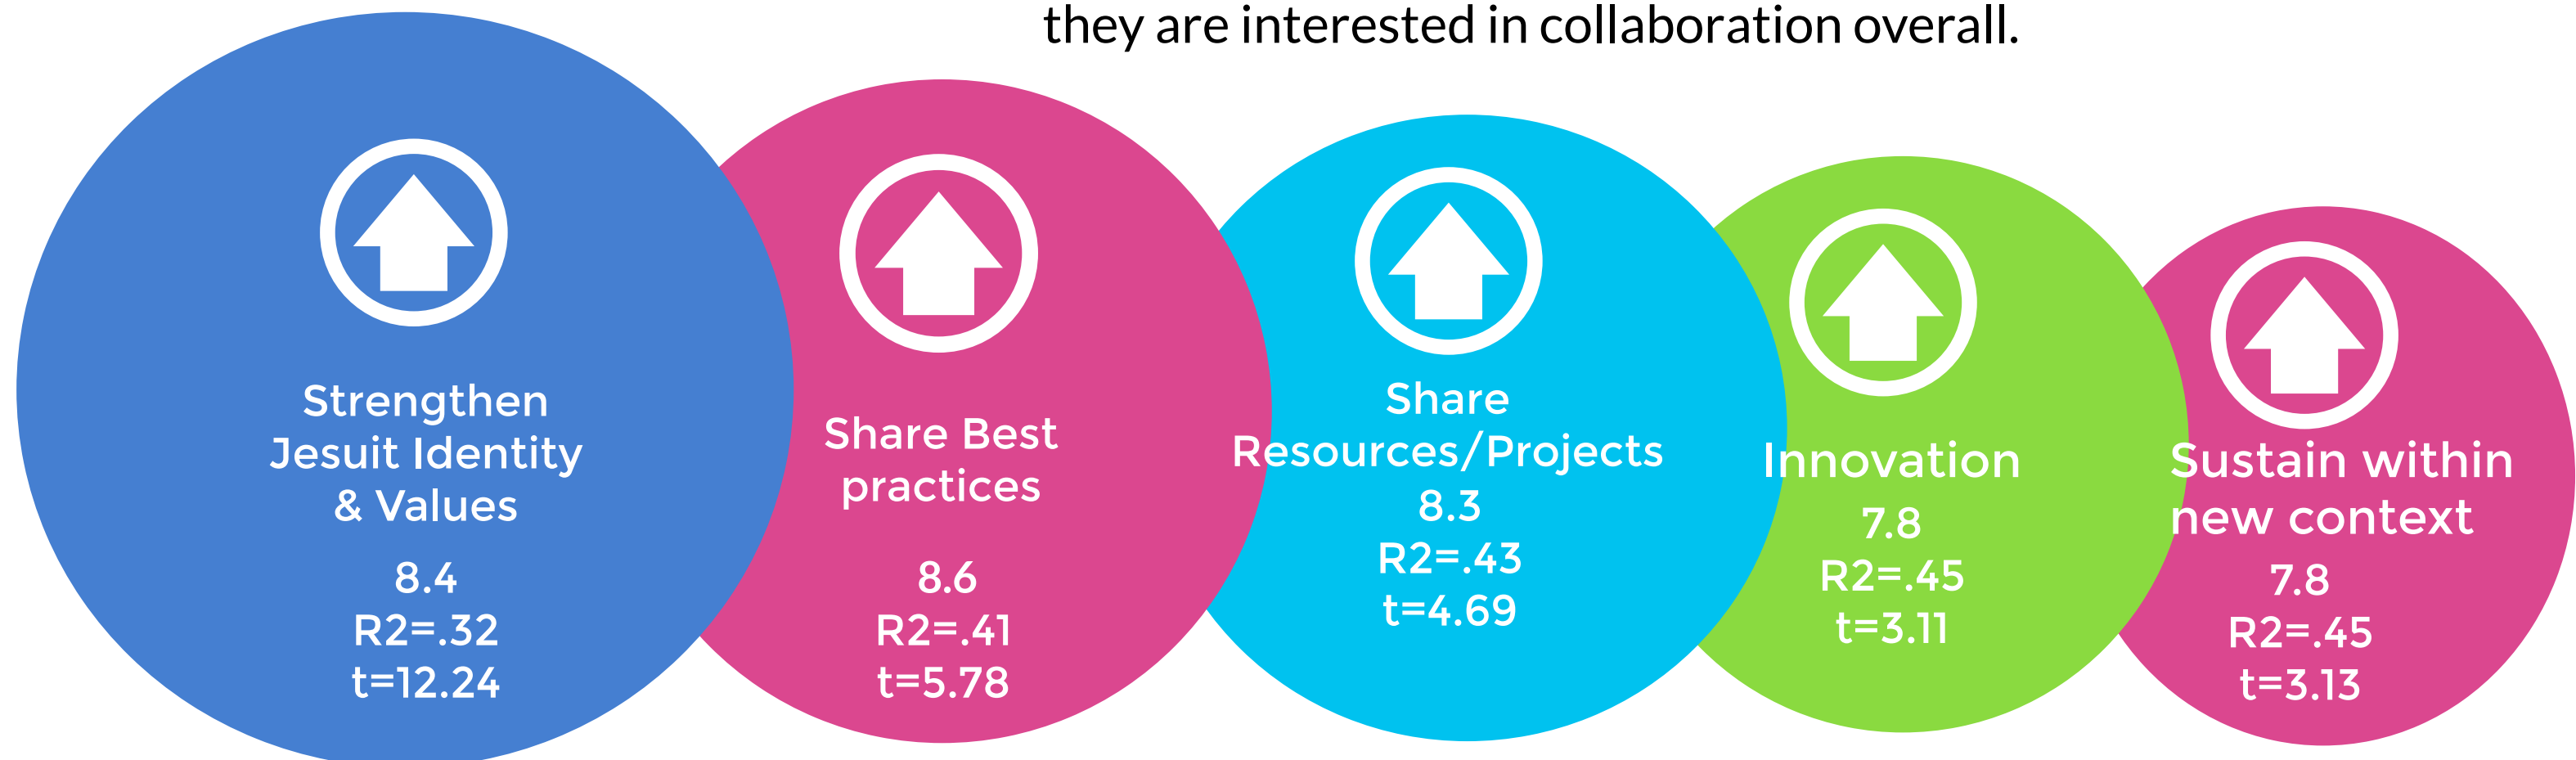 they are interested in collaboration overall.
Strengthen
Jesuit Identity
& Values
8.4
R2=.32
t=12.24
Share Best
practices
8.6
R2=.41
t=5.78
Share
Resources/Projects
8.3
R2=.43
t=4.69
Innovation
7.8
R2=.45
t=3.11
Sustain within
new context
7.8
R2=.45
t=3.13